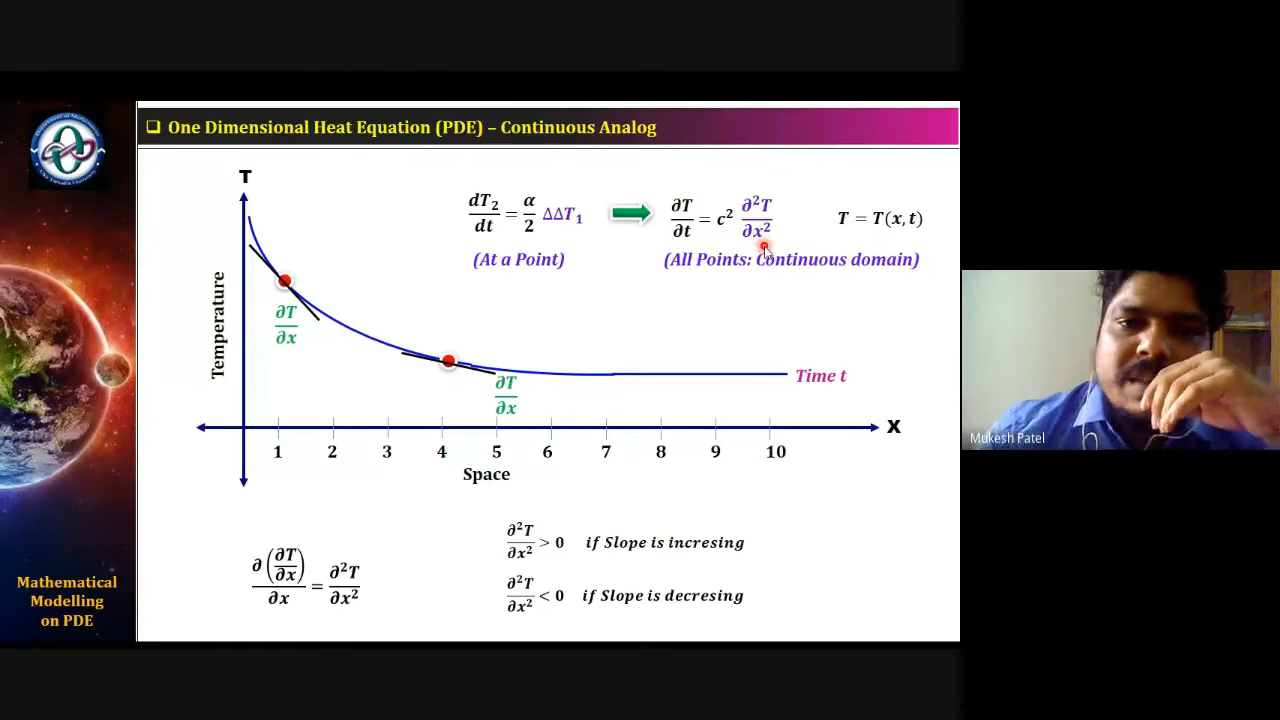 ❑ One Dimensional Heat Equation (PDE) – Continuous Analog
T
dT₂/dt = α/2 ΔΔT₁
∂T/∂t = c² ∂²T/∂x²
T = T(x, t)
(At a Point)
(All Points: Continuous domain)
Temperature
∂T/∂x
∂T/∂x
Time t
X
1 2 3 4 5 6 7 8 9 10
Space
∂(∂T/∂x)/∂x = ∂²T/∂x²
∂²T/∂x² > 0 if Slope is incresing
∂²T/∂x² < 0 if Slope is decresing
Mathematical
Modelling
on PDE
Mukesh Patel